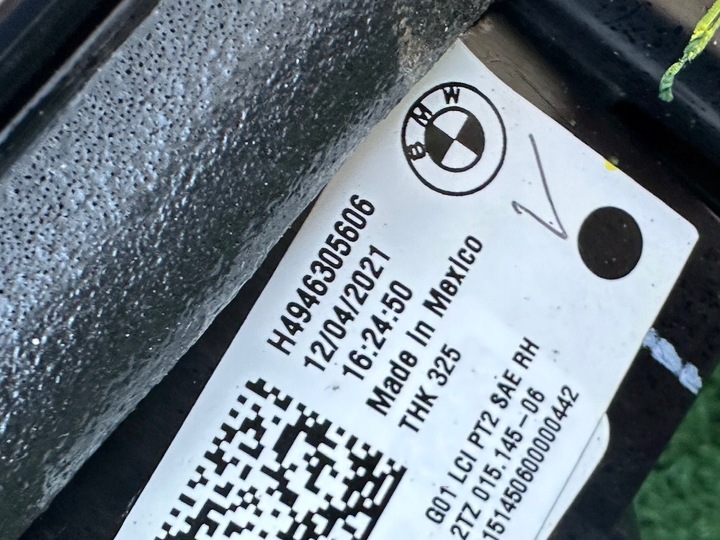 BMW
H4946305606
12/04/2021
16:24:50
Made In Mexico
THK 325
G01 LCI PT2 SAE RH
2TZ 015.145-06
151450600000442